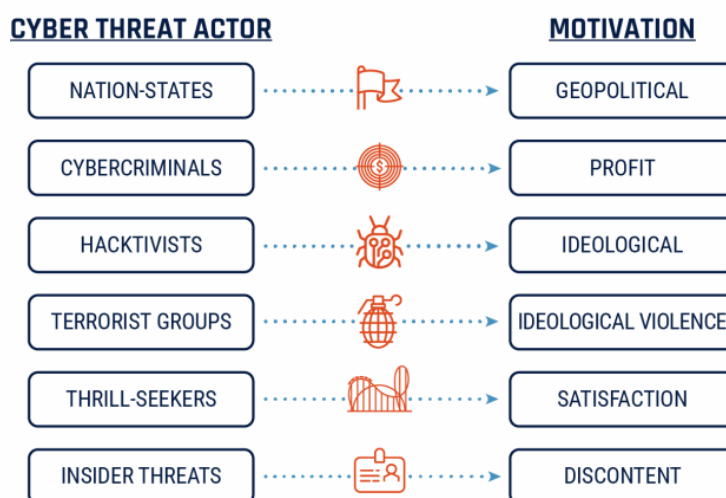 CYBER THREAT ACTOR MOTIVATION
NATION-STATES GEOPOLITICAL
CYBERCRIMINALS $ PROFIT
HACKTIVISTS IDEOLOGICAL
TERRORIST GROUPS IDEOLOGICAL VIOLENCE
THRILL-SEEKERS SATISFACTION
INSIDER THREATS DISCONTENT